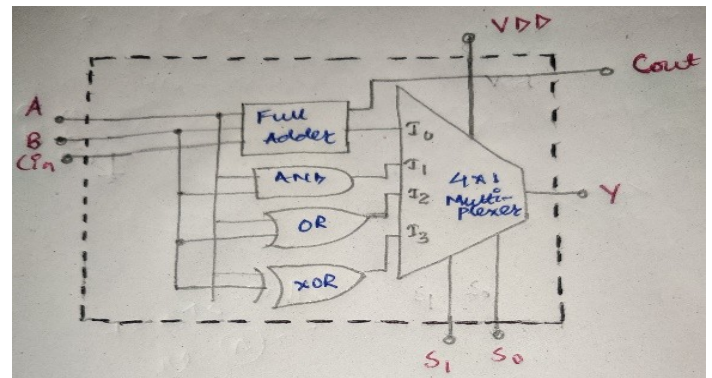 VDD
Cout
A
B
Cin
Full
Adder
I0
AND
I1
I2
OR
I3
XOR
4x1
Multi-
plexer
Y
S1
S0